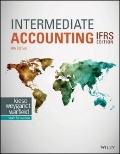 INTERMEDIATE
ACCOUNTING
IFRS
EDITION
kieso
weygandt
warfield
WILEY